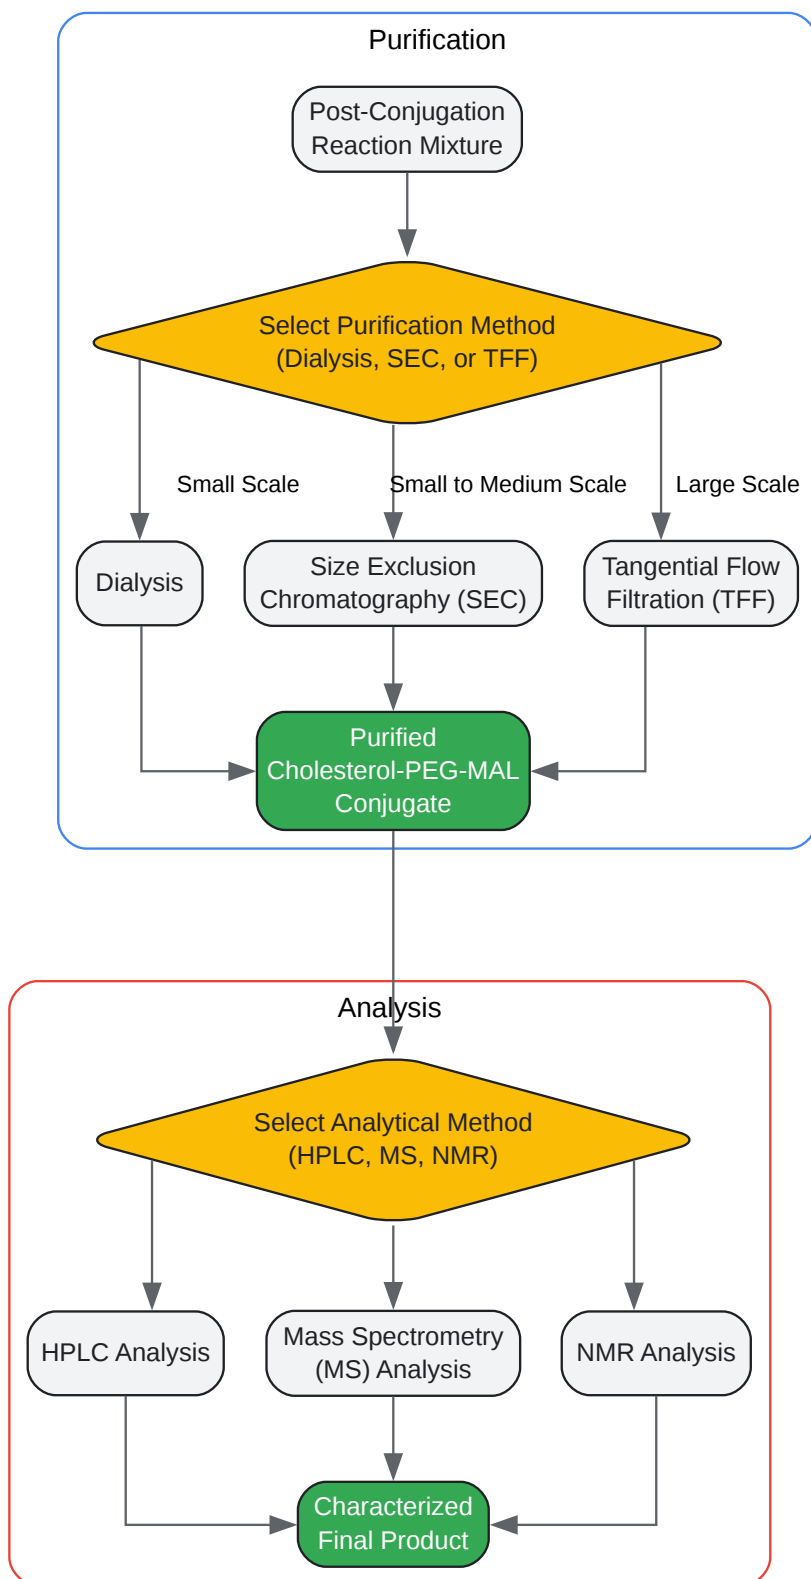 Purification
Post-Conjugation
Reaction Mixture
Select Purification Method
(Dialysis, SEC, or TFF)
Small Scale
Small to Medium Scale
Large Scale
Dialysis
Size Exclusion
Chromatography (SEC)
Tangential Flow
Filtration (TFF)
Purified
Cholesterol-PEG-MAL
Conjugate
Analysis
Select Analytical Method
(HPLC, MS, NMR)
HPLC Analysis
Mass Spectrometry
(MS) Analysis
NMR Analysis
Characterized
Final Product